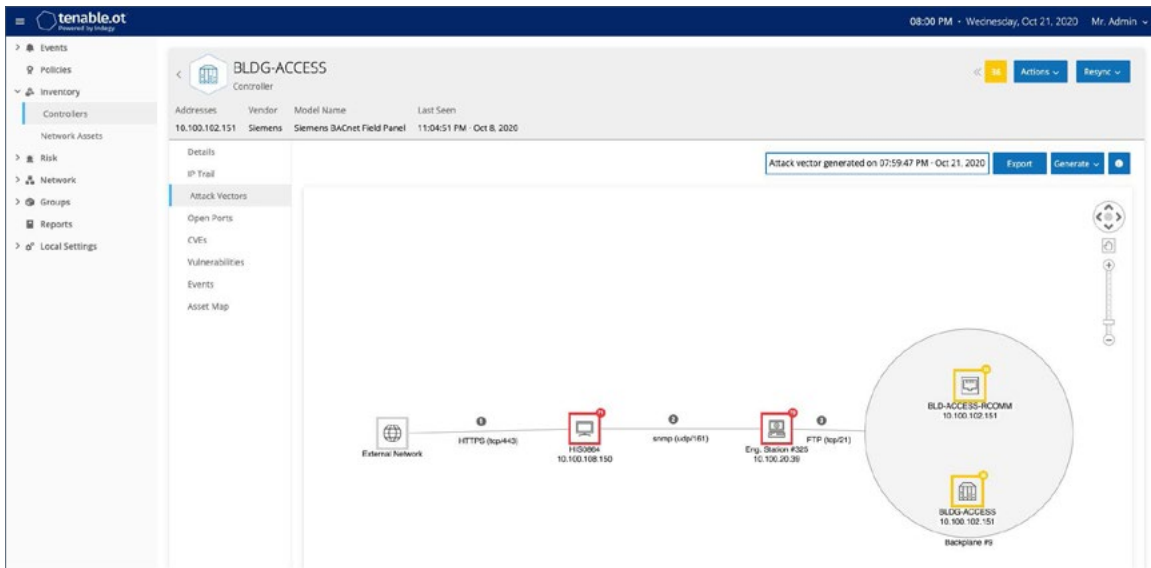 tenable.ot
Powered by Indegy
08:00 PM · Wednesday, Oct 21, 2020 Mr. Admin
Events
Policies
Inventory
Controllers
Network Assets
Risk
Network
Groups
Reports
Local Settings
BLDG-ACCESS
Controller
Actions
Resync
Addresses Vendor Model Name Last Seen
10.100.102.151 Siemens Siemens BACnet Field Panel 11:04:51 PM · Oct 8, 2020
Details
IP Trail
Attack Vectors
Open Ports
CVEs
Vulnerabilities
Events
Asset Map
Attack vector generated on 07:59:47 PM · Oct 21, 2020
Export
Generate
External Network
1
HTTPS (tcp/443)
10.100.108.150
2
snmp (udp/161)
Eng. Station #325
10.100.20.39
3
FTP (tcp/21)
BLD-ACCESS-RCOMM
10.100.102.151
BLDG-ACCESS
10.100.102.151
Backplane #9